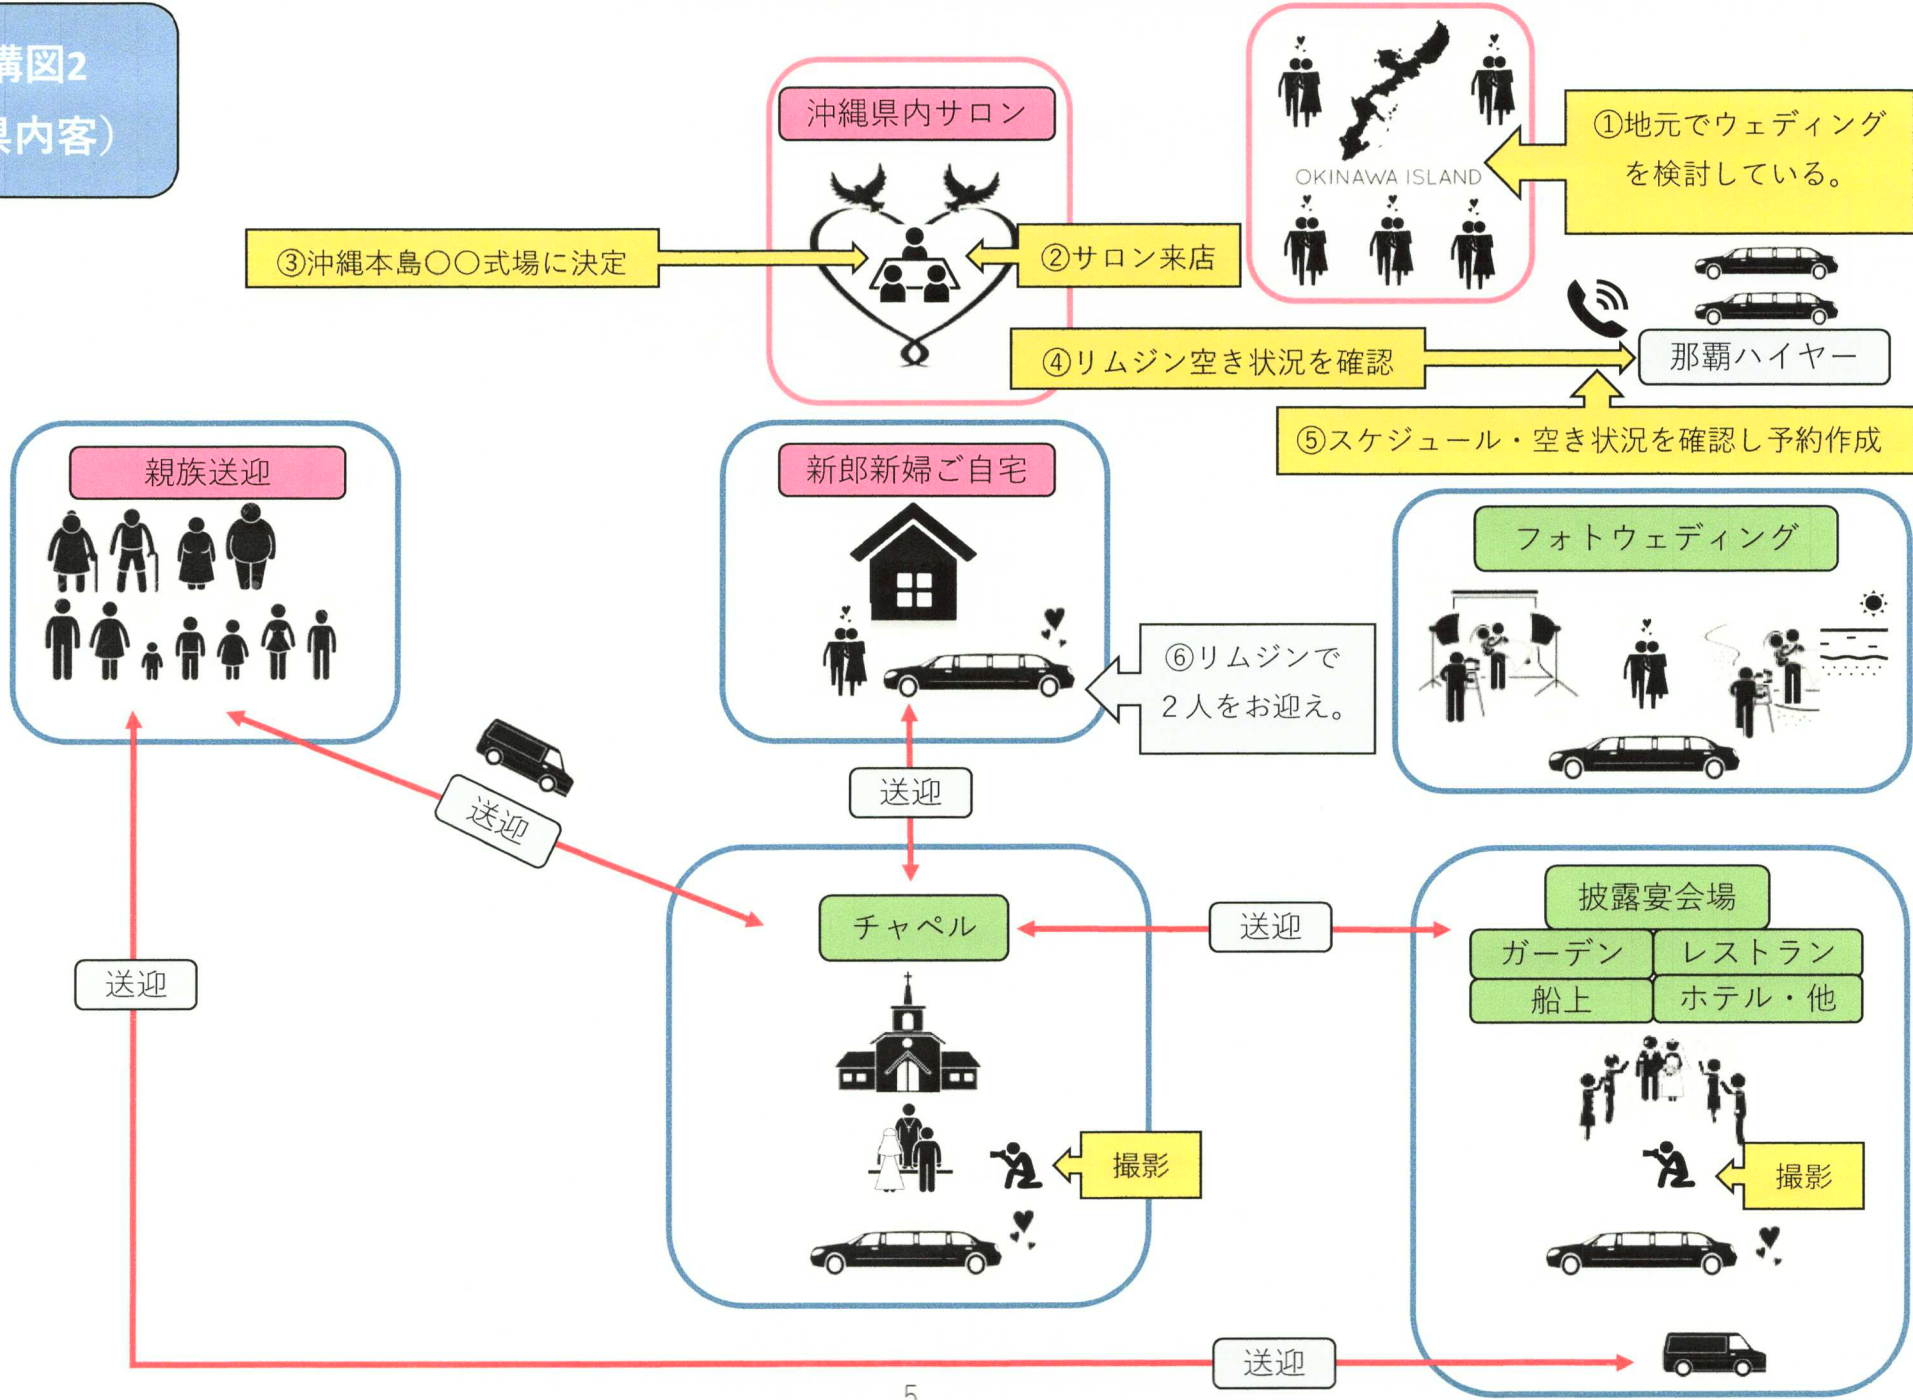 構図2
県内客）
沖縄県内サロン
OKINAWA ISLAND
①地元でウェディング
を検討している。
③沖縄本島〇〇式場に決定
②サロン来店
④リムジン空き状況を確認
那覇ハイヤー
⑤スケジュール・空き状況を確認し予約作成
親族送迎
新郎新婦ご自宅
フォトウェディング
⑥リムジンで
２人をお迎え。
送迎
送迎
チャペル
送迎
披露宴会場
ガーデン
レストラン
船上
ホテル・他
送迎
撮影
撮影
送迎
5